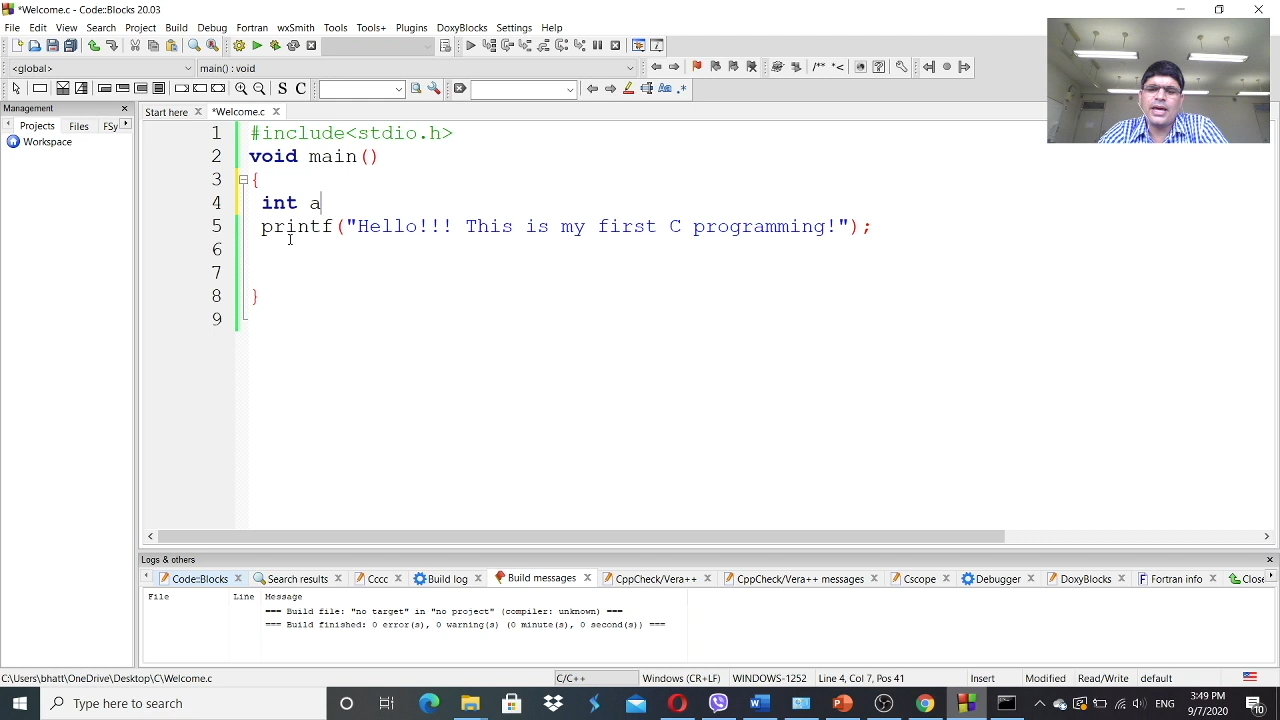 *Welcome.c - Code::Blocks 20.03
File Edit View Search Project Build Debug Fortran wxSmith Tools Tools+ Plugins DoxyBlocks Settings Help
<global> main() : void
/** *<
S C Aa .*
Management
Projects Files FSy
Workspace
Start here *Welcome.c
1 #include<stdio.h>
2 void main()
3 {
4 int a
5 printf("Hello!!! This is my first C programming!");
6
7
8 }
9
Logs & others
Code::Blocks Search results Cccc Build log Build messages CppCheck/Vera++ CppCheck/Vera++ messages Cscope Debugger DoxyBlocks Fortran info Close
File Line Message
=== Build file: "no target" in "no project" (compiler: unknown) ===
=== Build finished: 0 error(s), 0 warning(s) (0 minute(s), 0 second(s)) ===
C:\Users\bhatt\OneDrive\Desktop\C\Welcome.c C/C++ Windows (CR+LF) WINDOWS-1252 Line 4, Col 7, Pos 41 Insert Modified Read/Write default
Type here to search
ENG
3:49 PM
9/7/2020
10